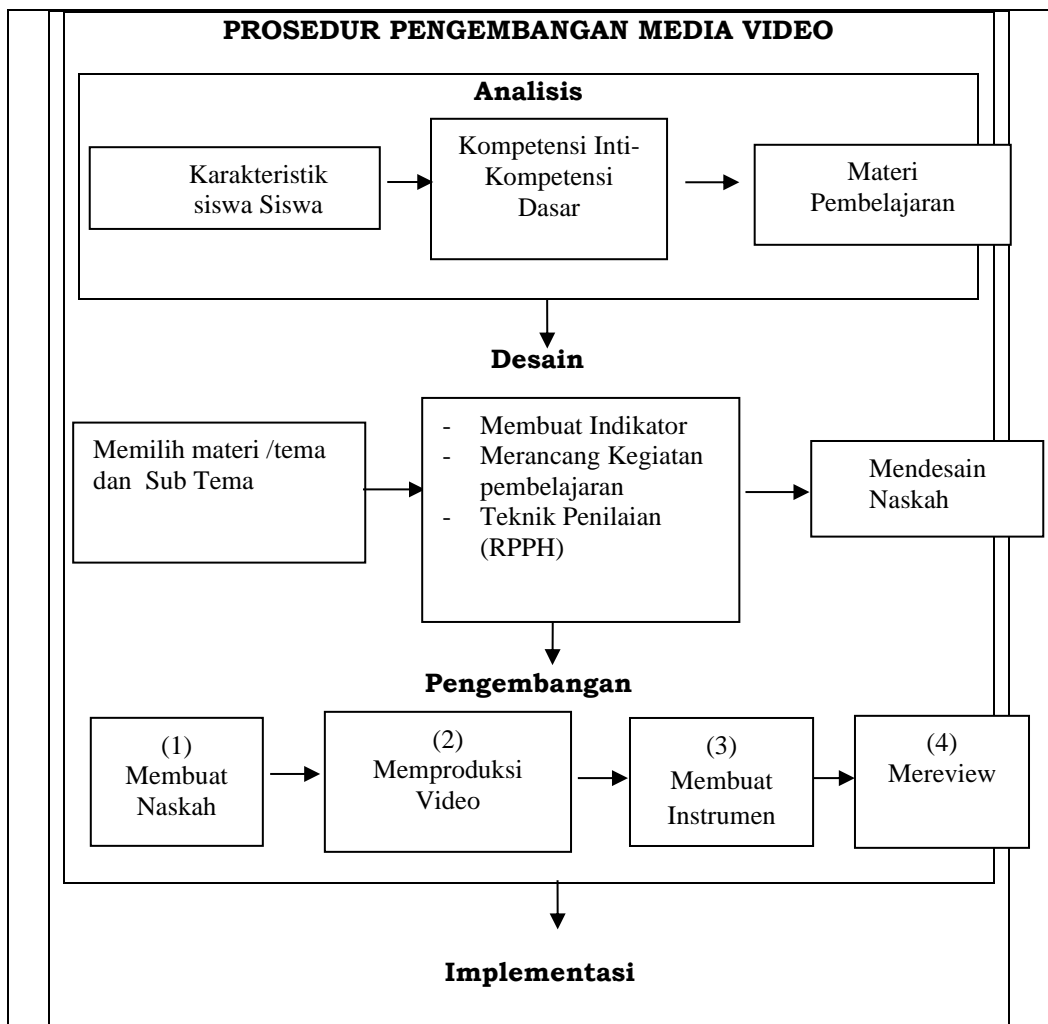 PROSEDUR PENGEMBANGAN MEDIA VIDEO
Analisis
Karakteristik
siswa Siswa
Kompetensi Inti-
Kompetensi
Dasar
Materi
Pembelajaran
Desain
Memilih materi /tema
dan Sub Tema
- Membuat Indikator
- Merancang Kegiatan
pembelajaran
- Teknik Penilaian
(RPPH)
Mendesain
Naskah
Pengembangan
(1)
Membuat
Naskah
(2)
Memproduksi
Video
(3)
Membuat
Instrumen
(4)
Mereview
Implementasi